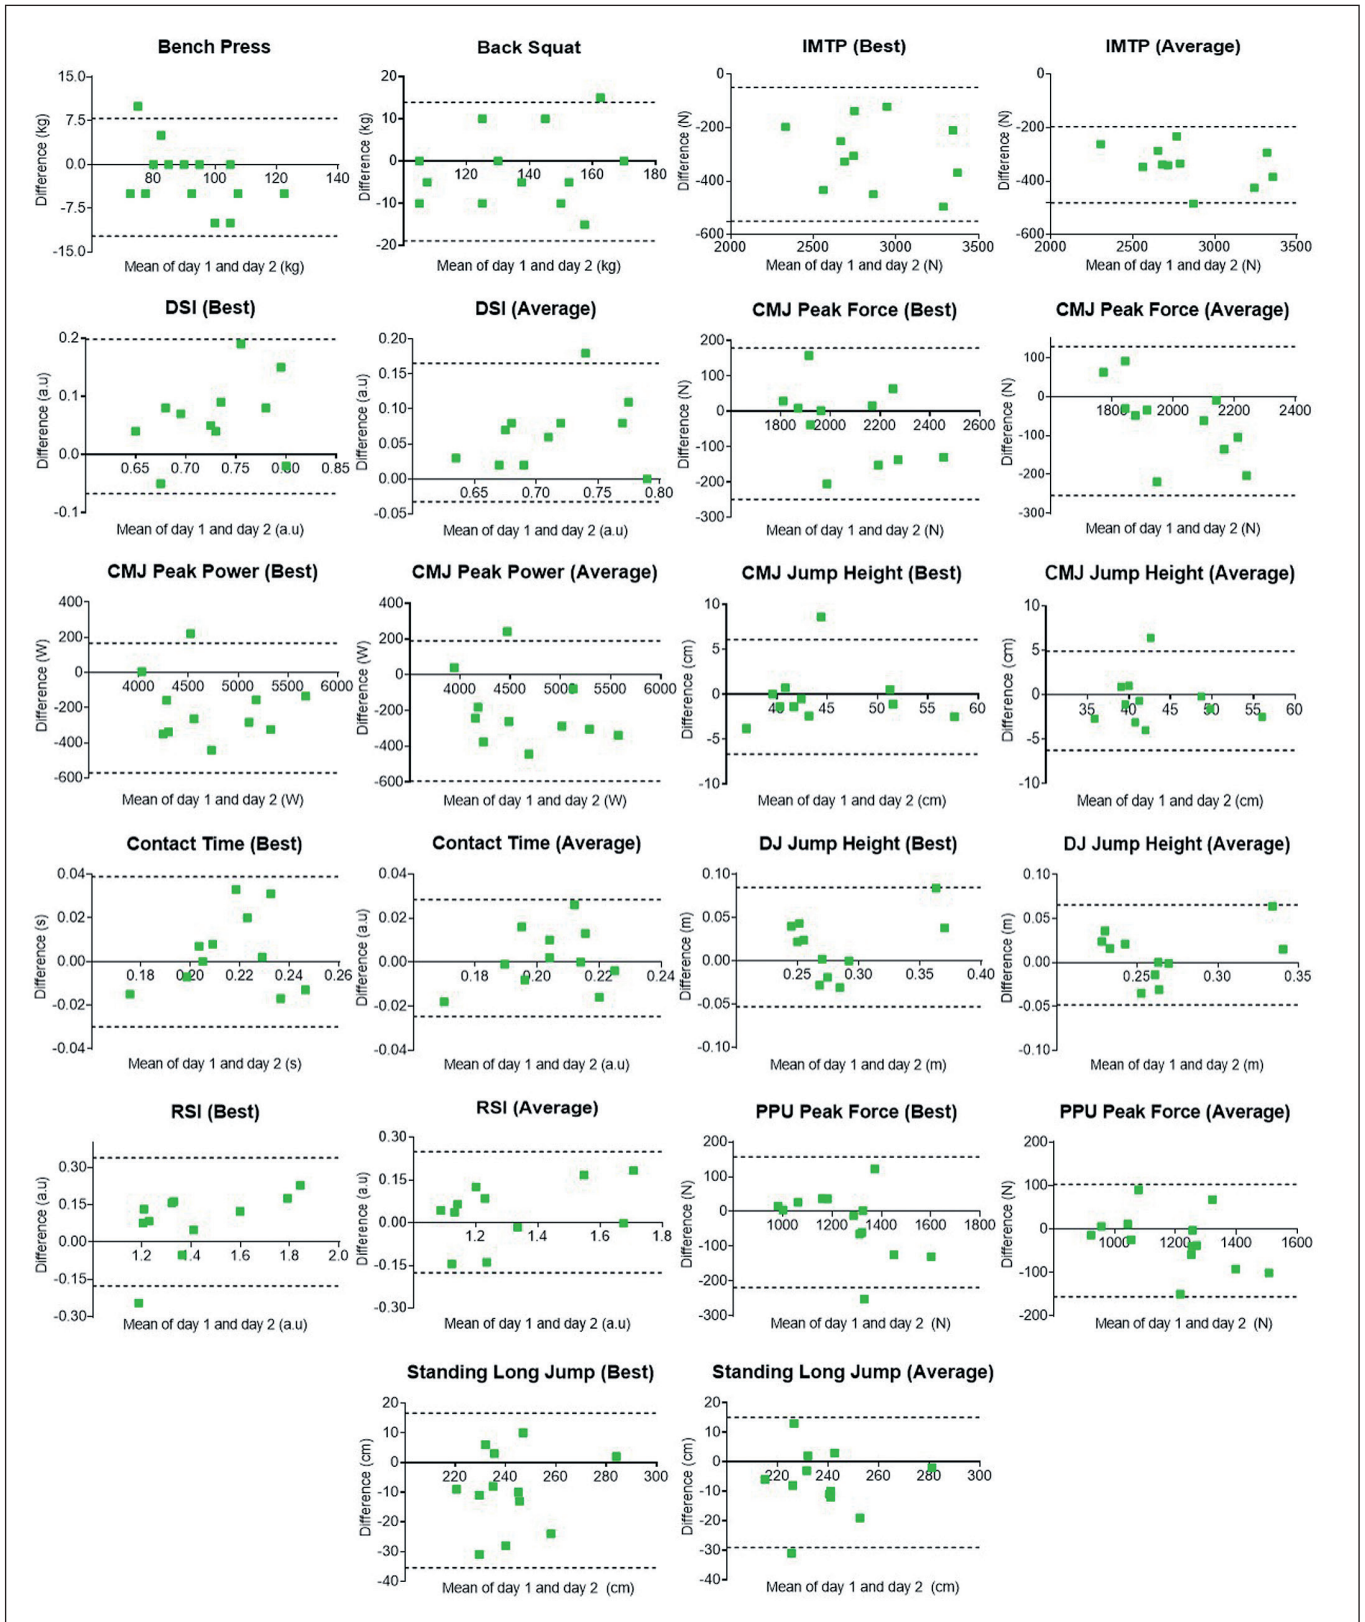 Bench Press
Difference (kg)
15.0
7.5
0.0
-7.5
-15.0
80 100 120 140
Mean of day 1 and day 2 (kg)
Back Squat
Difference (kg)
20
10
0
-10
-20
120 140 160 180
Mean of day 1 and day 2 (kg)
IMTP (Best)
Difference (N)
0
-200
-400
-600
2000 2500 3000 3500
Mean of day 1 and day 2 (N)
IMTP (Average)
Difference (N)
0
-200
-400
-600
2000 2500 3000 3500
Mean of day 1 and day 2 (N)
DSI (Best)
Difference (a.u)
0.2
0.1
0.0
-0.1
0.65 0.70 0.75 0.80 0.85
Mean of day 1 and day 2 (a.u)
DSI (Average)
Difference (a.u)
0.20
0.15
0.10
0.05
0.00
-0.05
0.65 0.70 0.75 0.80
Mean of day 1 and day 2 (a.u)
CMJ Peak Force (Best)
Difference (N)
200
100
0
-100
-200
-300
1800 2000 2200 2400 2600
Mean of day 1 and day 2 (N)
CMJ Peak Force (Average)
Difference (N)
100
0
-100
-200
-300
1800 2000 2200 2400
Mean of day 1 and day 2 (N)
CMJ Peak Power (Best)
Difference (W)
400
200
0
-200
-400
-600
4000 4500 5000 5500 6000
Mean of day 1 and day 2 (W)
CMJ Peak Power (Average)
Difference (W)
400
200
0
-200
-400
-600
4000 4500 5000 5500 6000
Mean of day 1 and day 2 (W)
CMJ Jump Height (Best)
Difference (cm)
10
5
0
-5
-10
40 45 50 55 60
Mean of day 1 and day 2 (cm)
CMJ Jump Height (Average)
Difference (cm)
10
5
0
-5
-10
35 40 45 50 55 60
Mean of day 1 and day 2 (cm)
Contact Time (Best)
Difference (s)
0.04
0.02
0.00
-0.02
-0.04
0.18 0.20 0.22 0.24 0.26
Mean of day 1 and day 2 (s)
Contact Time (Average)
Difference (a.u)
0.04
0.02
0.00
-0.02
-0.04
0.18 0.20 0.22 0.24
Mean of day 1 and day 2 (a.u)
DJ Jump Height (Best)
Difference (m)
0.10
0.05
0.00
-0.05
-0.10
0.25 0.30 0.35 0.40
Mean of day 1 and day 2 (m)
DJ Jump Height (Average)
Difference (m)
0.10
0.05
0.00
-0.05
-0.10
0.25 0.30 0.35
Mean of day 1 and day 2 (m)
RSI (Best)
Difference (a.u)
0.30
0.15
0.00
-0.15
-0.30
1.2 1.4 1.6 1.8 2.0
Mean of day 1 and day 2 (a.u)
RSI (Average)
Difference (a.u)
0.30
0.15
0.00
-0.15
-0.30
1.2 1.4 1.6 1.8
Mean of day 1 and day 2 (a.u)
PPU Peak Force (Best)
Difference (N)
200
100
0
-100
-200
-300
1000 1200 1400 1600 1800
Mean of day 1 and day 2 (N)
PPU Peak Force (Average)
Difference (N)
200
100
0
-100
-200
1000 1200 1400 1600
Mean of day 1 and day 2 (N)
Standing Long Jump (Best)
Difference (cm)
20
10
0
-10
-20
-30
-40
220 240 260 280 300
Mean of day 1 and day 2 (cm)
Standing Long Jump (Average)
Difference (cm)
20
10
0
-10
-20
-30
-40
220 240 260 280 300
Mean of day 1 and day 2 (cm)